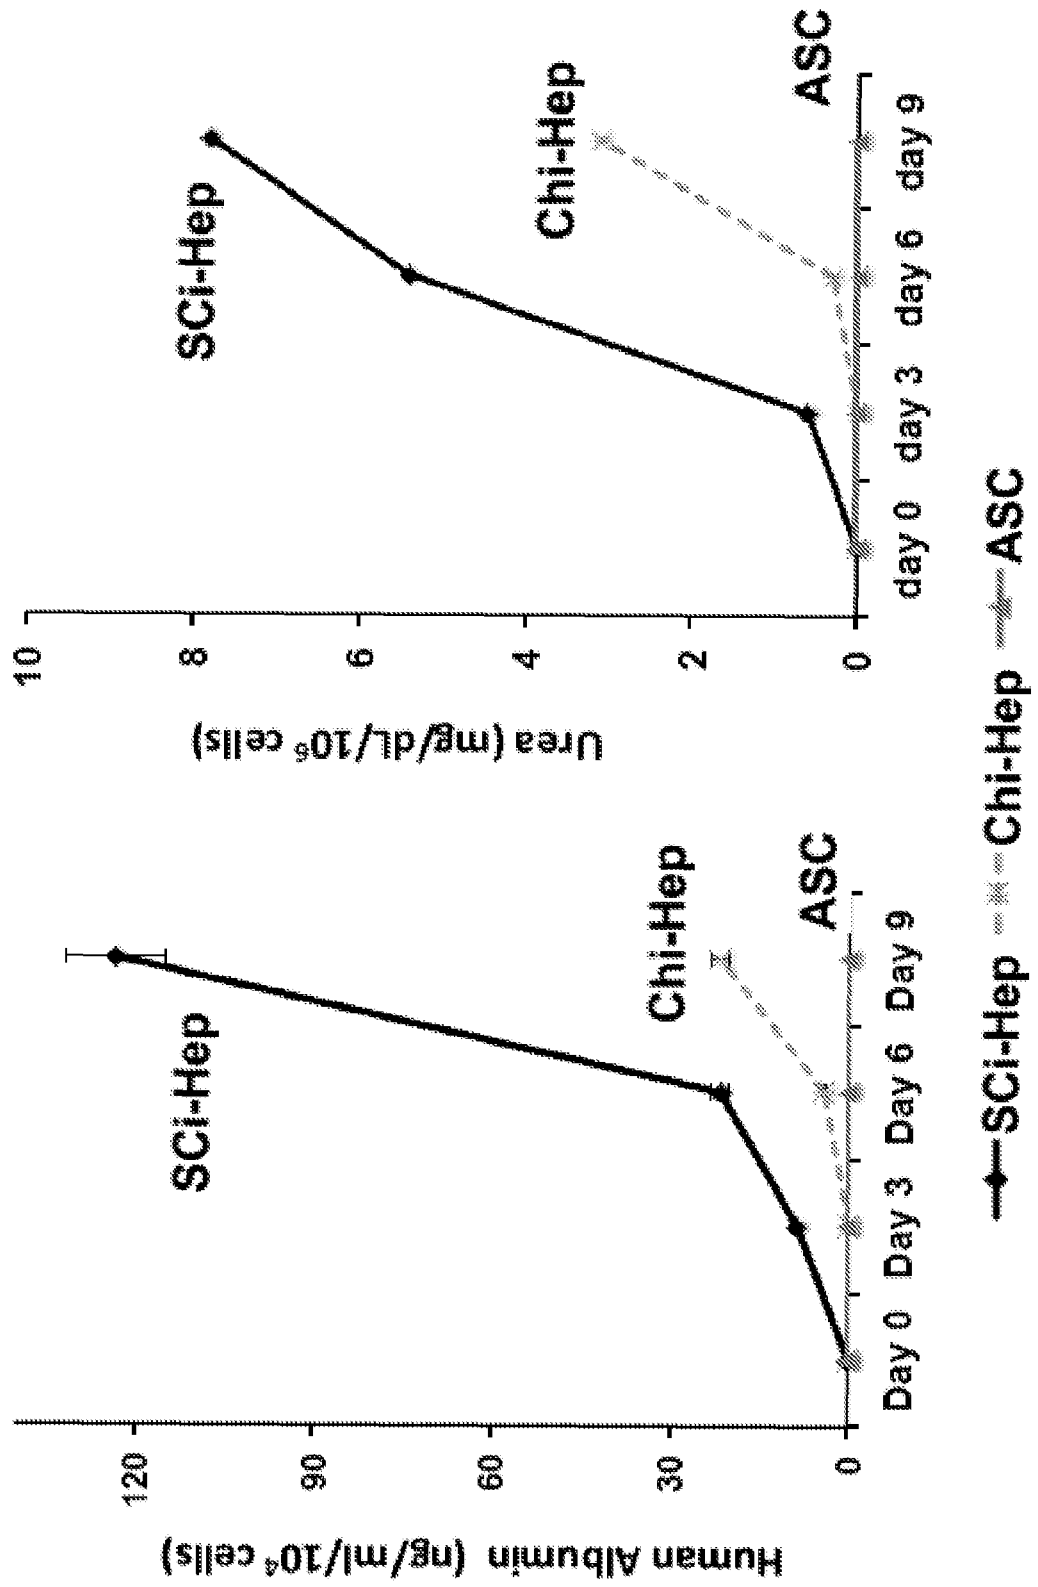 Human Albumin (ng/ml/10⁴ cells)
120
90
60
30
0
SCi-Hep
Chi-Hep
ASC
Day 0 Day 3 Day 6 Day 9
Urea (mg/dL/10⁶ cells)
10
8
6
4
2
0
SCi-Hep
Chi-Hep
ASC
day 0 day 3 day 6 day 9
SCi-Hep Chi-Hep ASC